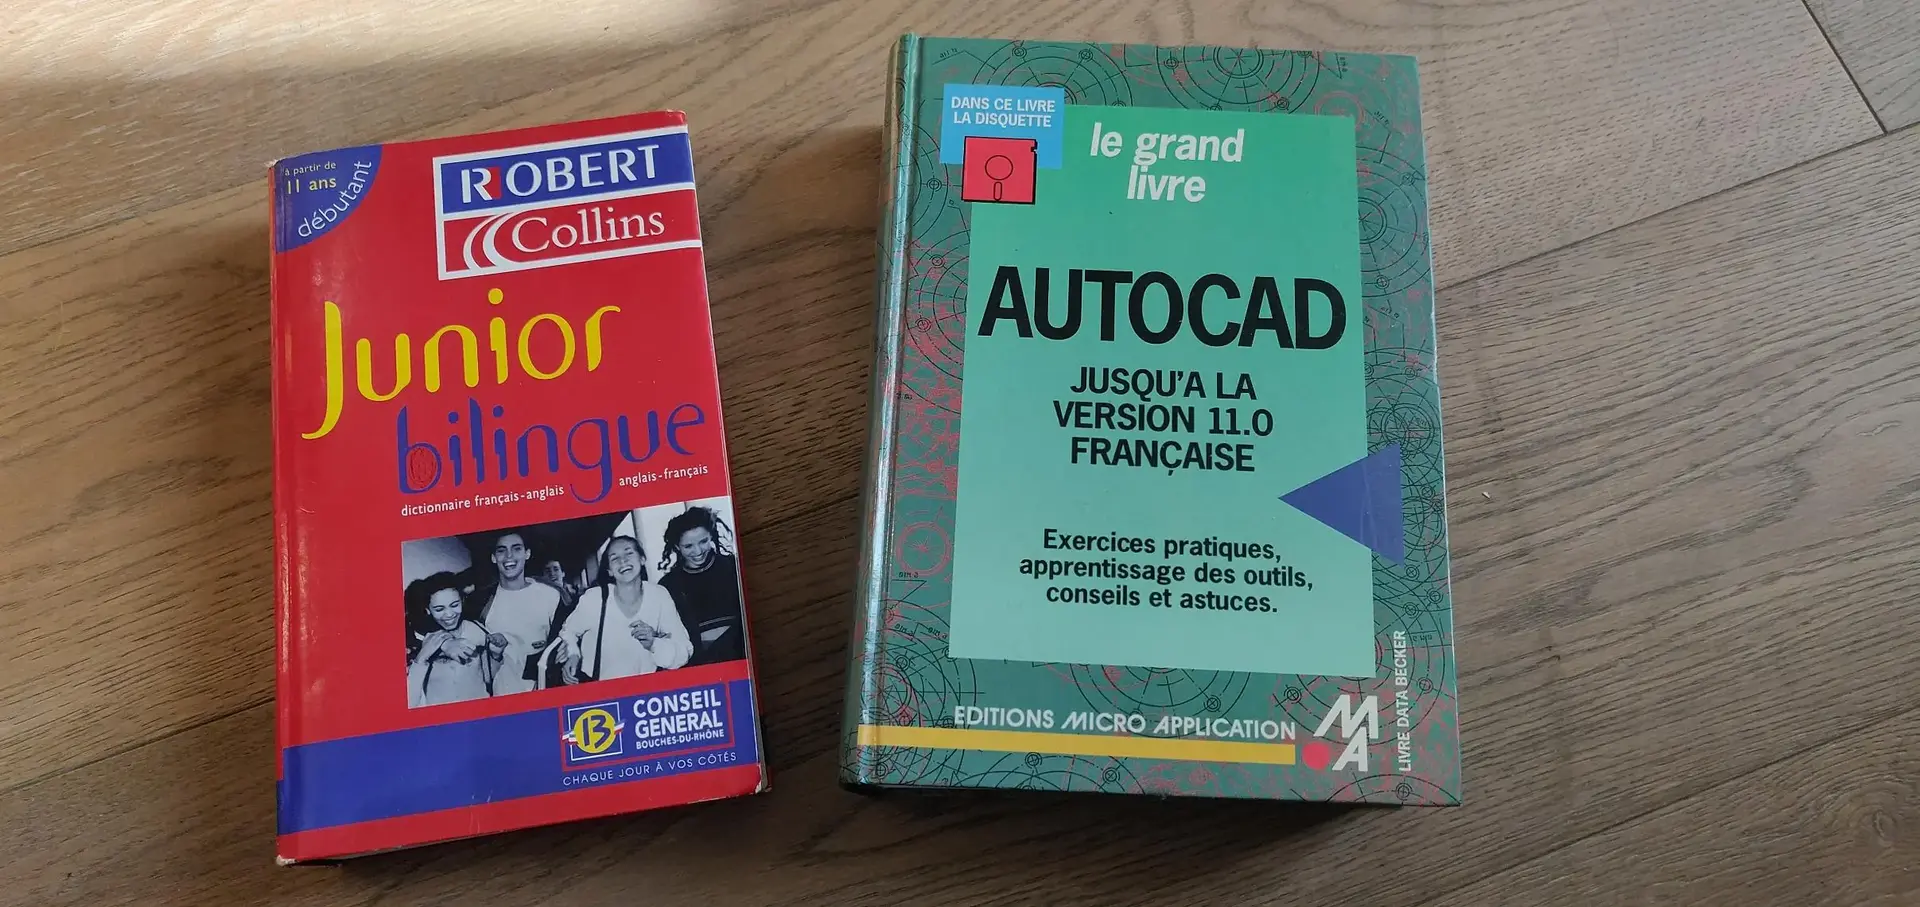 à partir de
11 ans
débutant
ROBERT
Collins
Junior
bilingue
dictionnaire français-anglais
anglais-français
13
CONSEIL
GENERAL
BOUCHES-DU-RHÔNE
CHAQUE JOUR À VOS CÔTÉS
DANS CE LIVRE
LA DISQUETTE
le grand
livre
AUTOCAD
JUSQU'A LA
VERSION 11.0
FRANÇAISE
Exercices pratiques,
apprentissage des outils,
conseils et astuces.
EDITIONS MICRO APPLICATION
MA
LIVRE DATA BECKER